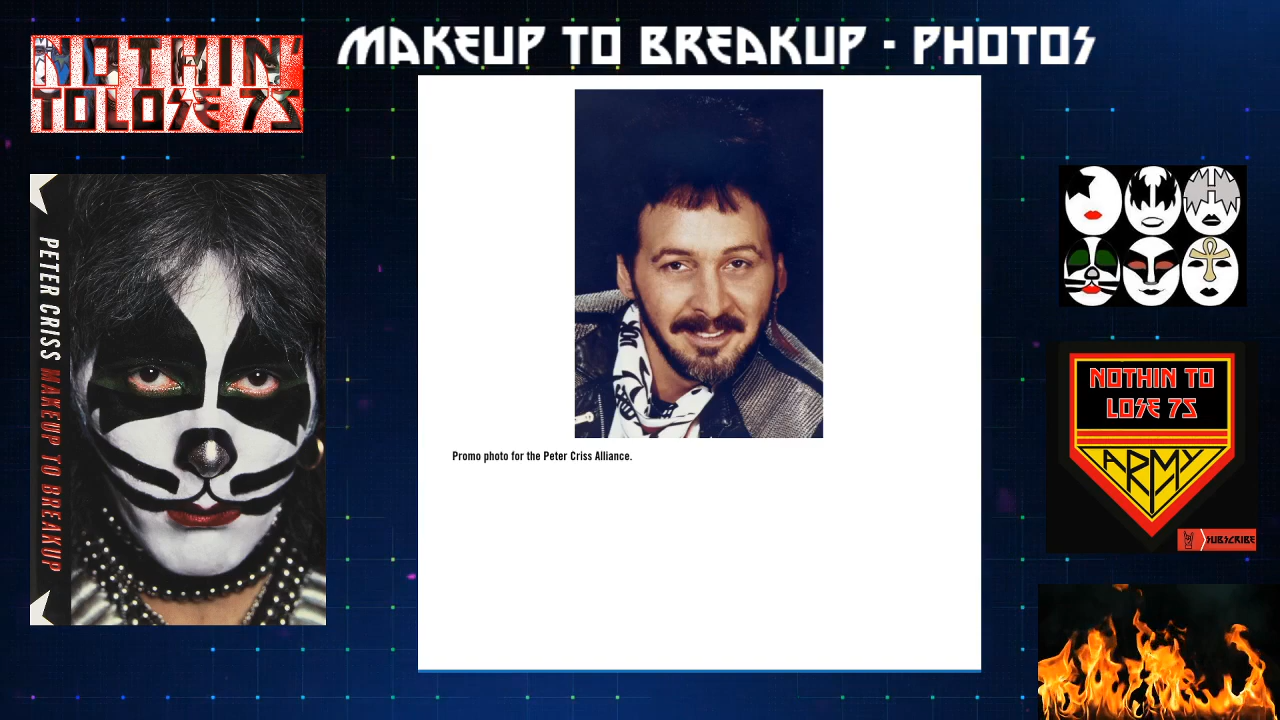 MAKEUP TO BREAKUP - PHOTOS
NOTHIN'
TO LOSE 75
PETER CRISS MAKEUP TO BREAKUP
Promo photo for the Peter Criss Alliance.
NOTHIN TO
LOSE 75
ARMY
SUBSCRIBE